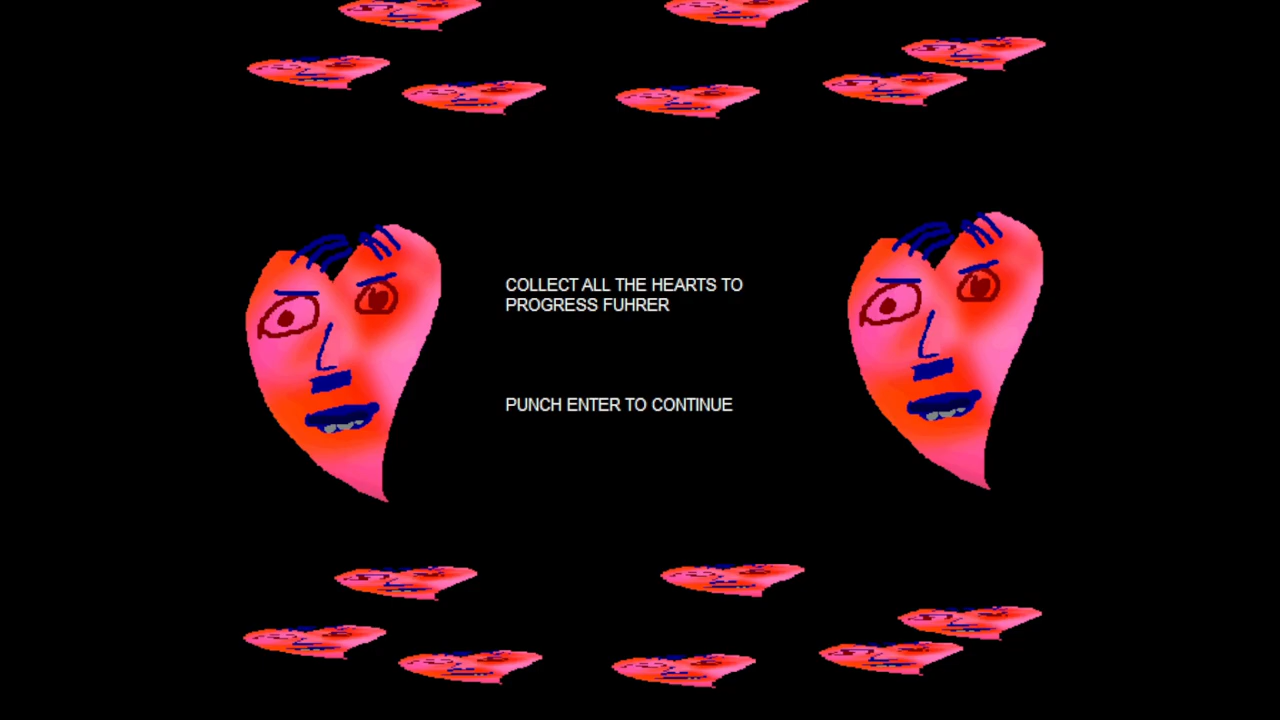 COLLECT ALL THE HEARTS TO
PROGRESS FUHRER
PUNCH ENTER TO CONTINUE